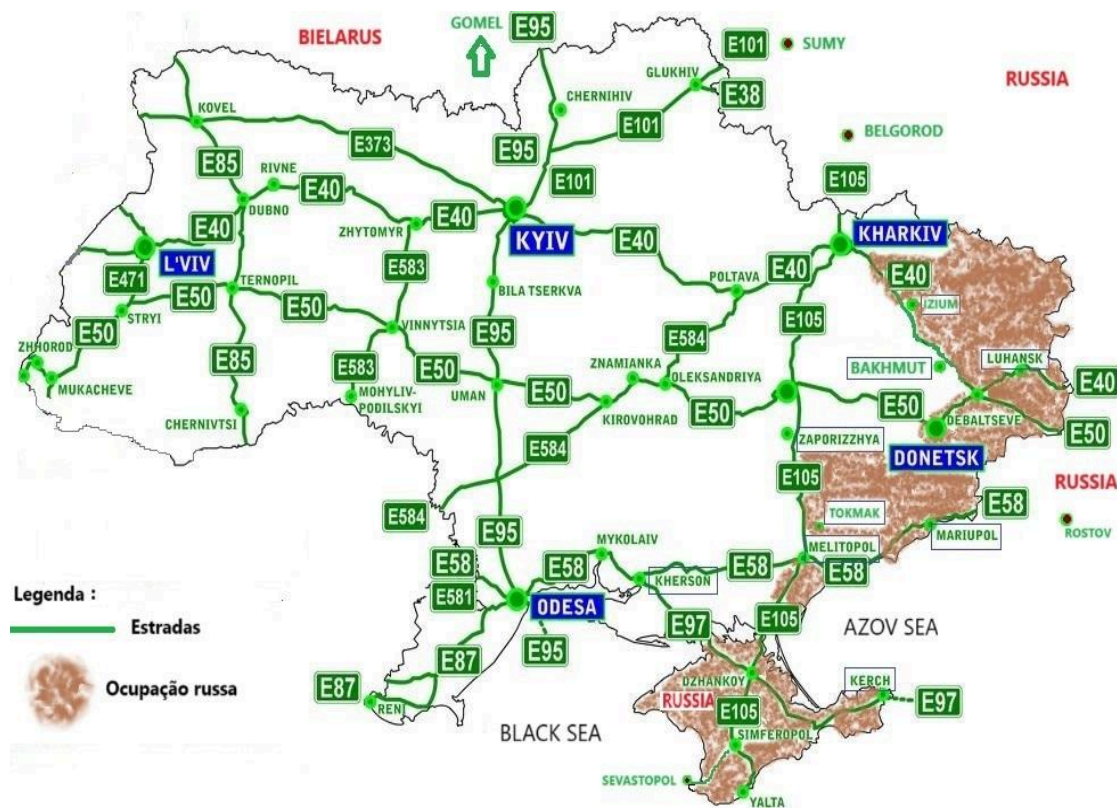 GOMEL
E95
BIELARUS
E101
SUMY
GLUKHIV
RUSSIA
E38
KOVEL
CHERNIHIV
E101
BELGOROD
E373
E95
E85
RIVNE
E101
E105
E40
DUBNO
E40
KYIV
KHARKIV
ZHYTOMYR
E40
E40
L'VIV
E583
POLTAVA
E40
E40
E471
TERNOPIL
BILA TSERKVA
IZIUM
E50
E50
STRYI
VINNYTSIA
E95
E584
E105
E50
ZHHOROD
E85
E583
E50
ZNAMIANKA
BAKHMUT
LUHANSK
MUKACHEVE
MOHYLIV-
PODILSKYI
UMAN
E50
OLEKSANDRIYA
E40
CHERNIVTSI
KIROVOHRAD
E50
E50
DEBALTSEVE
E50
E584
ZAPORIZZHYA
DONETSK
E105
RUSSIA
E584
E95
TOKMAK
E58
MARIUPOL
ROSTOV
MYKOLAIV
MELITOPOL
E58
E58
E58
E58
KHERSON
E581
ODESA
Legenda :
Estradas
E97
E105
AZOV SEA
E95
E87
Ocupação russa
E87
DZHANKOY
KERCH
RENI
RUSSIA
E97
E105
BLACK SEA
SIMFEROPOL
SEVASTOPOL
YALTA